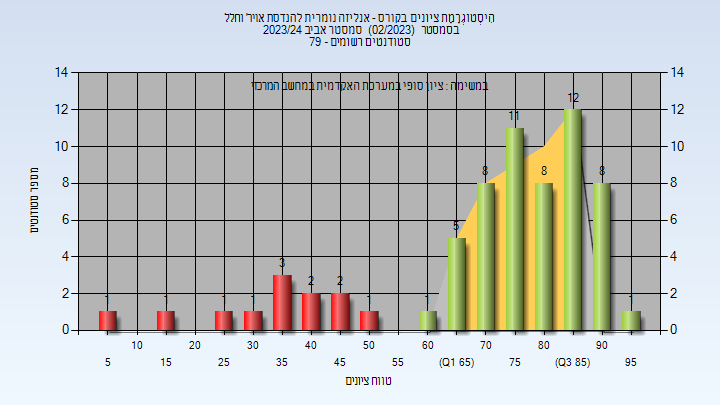 היסטוגרמת ציונים בקורס - אנליזה נומרית להנדסת אויר וחלל
בסמסטר (02/2023) סמסטר אביב 2023/24
סטודנטים רשומים - 79
במשימה : ציון סופי במערכת האקדמית במחשב המרכזי
14 14
12 12
10 10
8 8
6 6
4 4
2 2
0 0
מספר סטודנטים
1 1 1 1 3 2 2 1 1 5 8 11 8 12 8 1
10 20 30 40 50 60 70 80 90
5 15 25 35 45 55 (Q1 65) 75 (Q3 85) 95
טווח ציונים